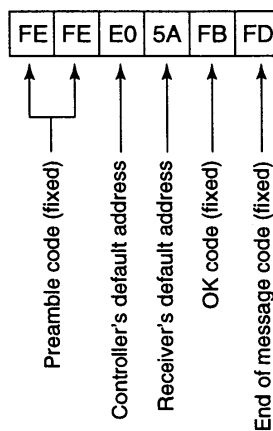 FE FE E0 5A FB FD
Preamble code (fixed)
Controller's default address
Receiver's default address
OK code (fixed)
End of message code (fixed)